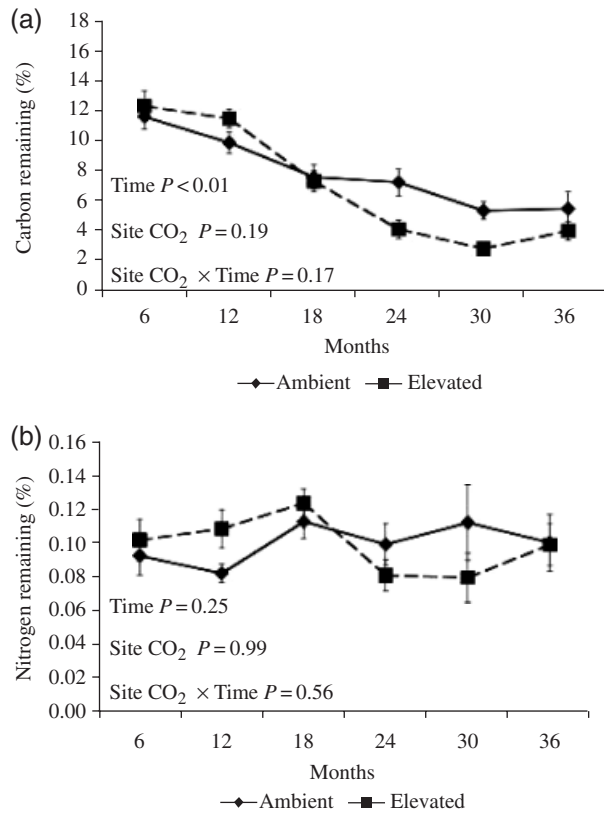 (a)
18
16
14
12
10
8
6
4
2
0
Carbon remaining (%)
Time P < 0.01
Site CO₂ P = 0.19
Site CO₂ × Time P = 0.17
6 12 18 24 30 36
Months
Ambient Elevated
(b)
0.16
0.14
0.12
0.10
0.08
0.06
0.04
0.02
0.00
Nitrogen remaining (%)
Time P = 0.25
Site CO₂ P = 0.99
Site CO₂ × Time P = 0.56
6 12 18 24 30 36
Months
Ambient Elevated